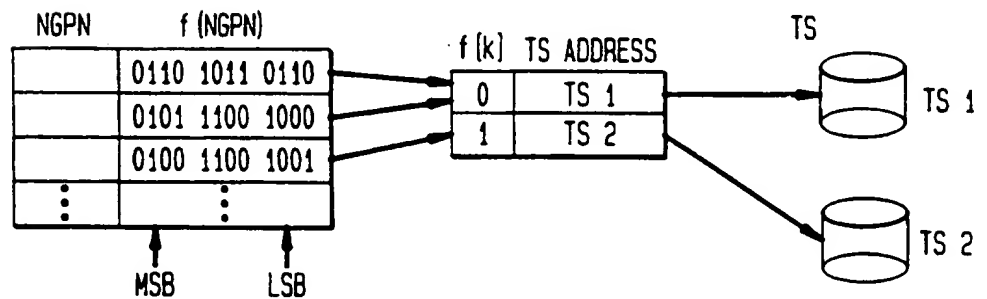 NGPN f (NGPN)
0110 1011 0110
0101 1100 1000
0100 1100 1001
MSB LSB
f (k) TS ADDRESS
0 TS 1
1 TS 2
TS
TS 1
TS 2